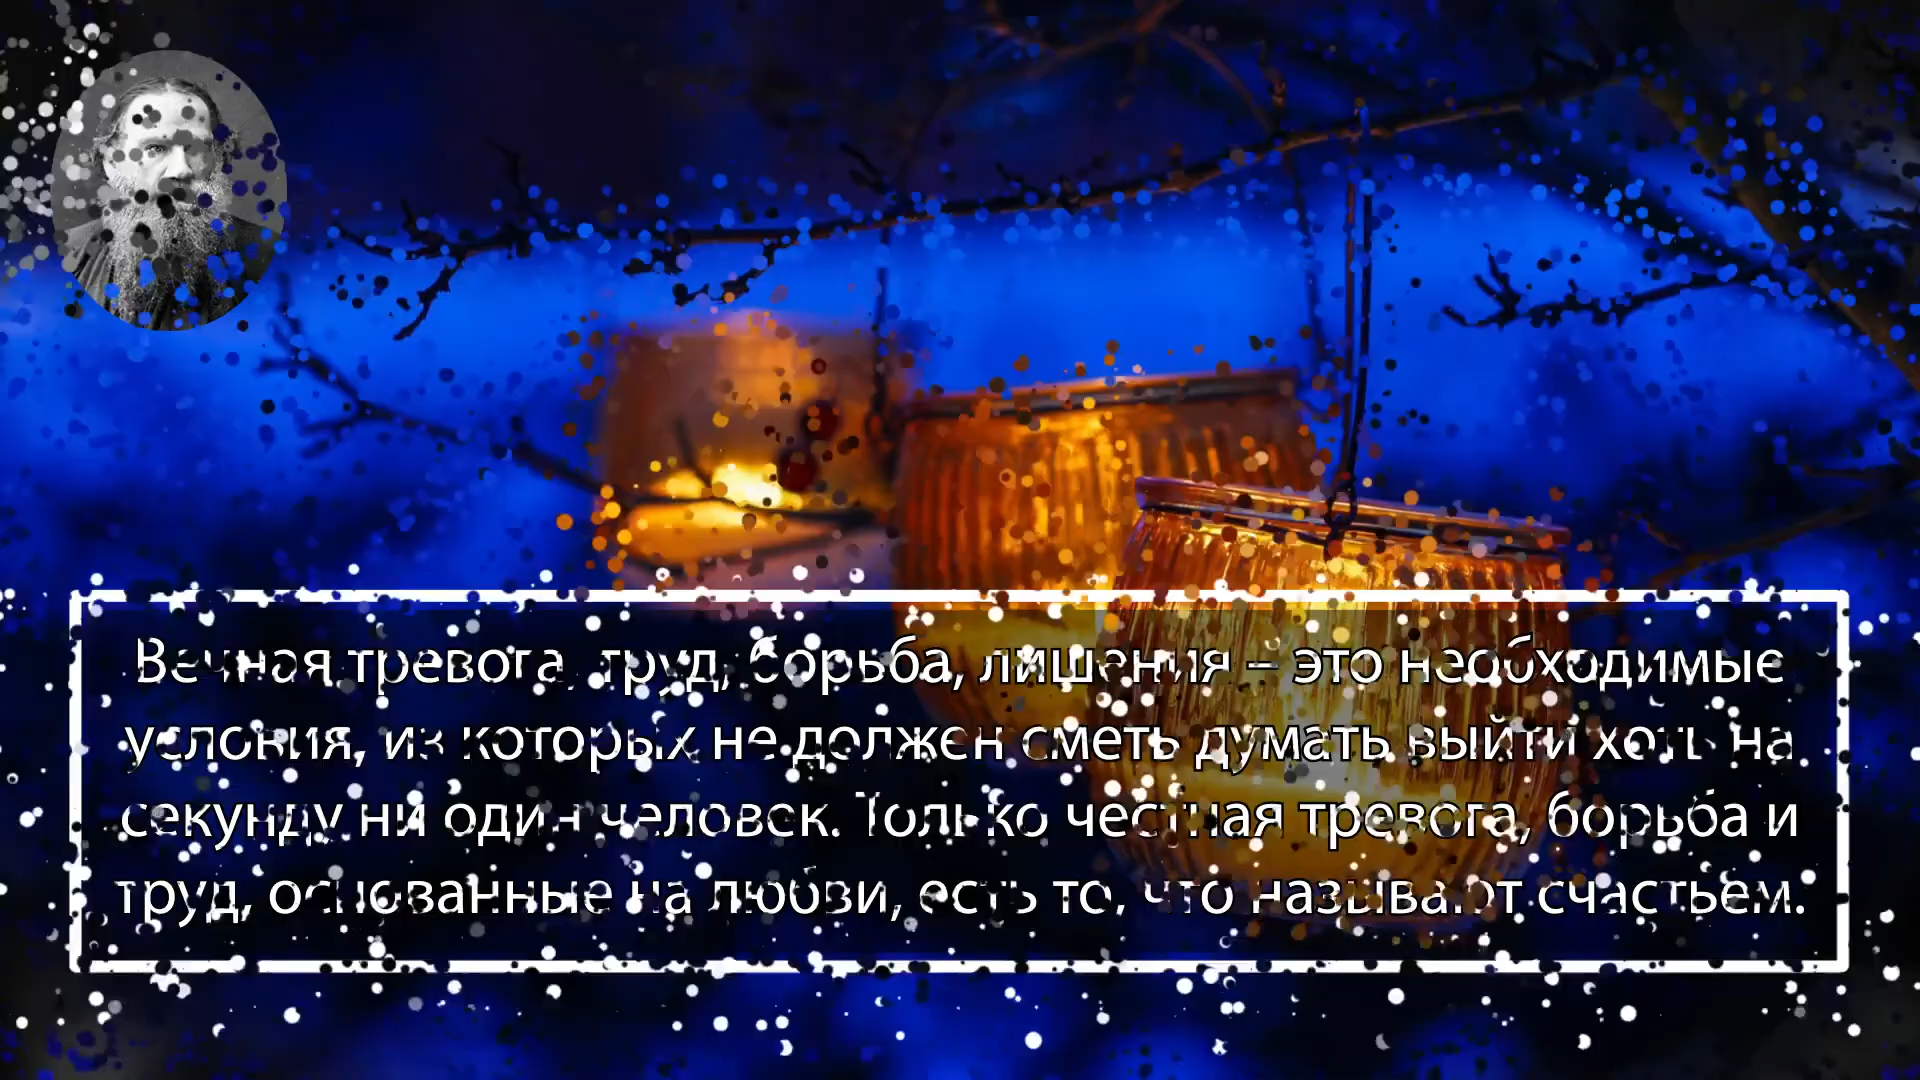 Вечная тревога, труд, борьба, лишения – это необходимые
условия, из которых не должен сметь думать выйти хоть на
секунду ни один человек. Только честная тревога, борьба и
труд, основанные на любви, есть то, что называют счастьем.